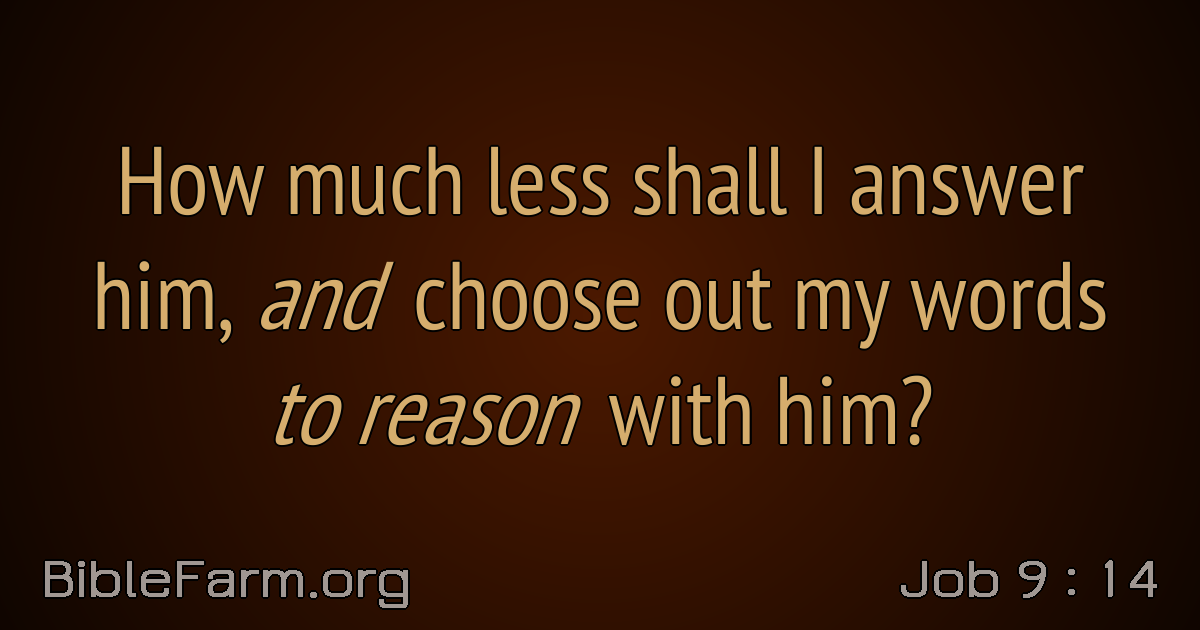 How much less shall I answer
him, and choose out my words
to reason with him?
BibleFarm.org
Job 9 : 14